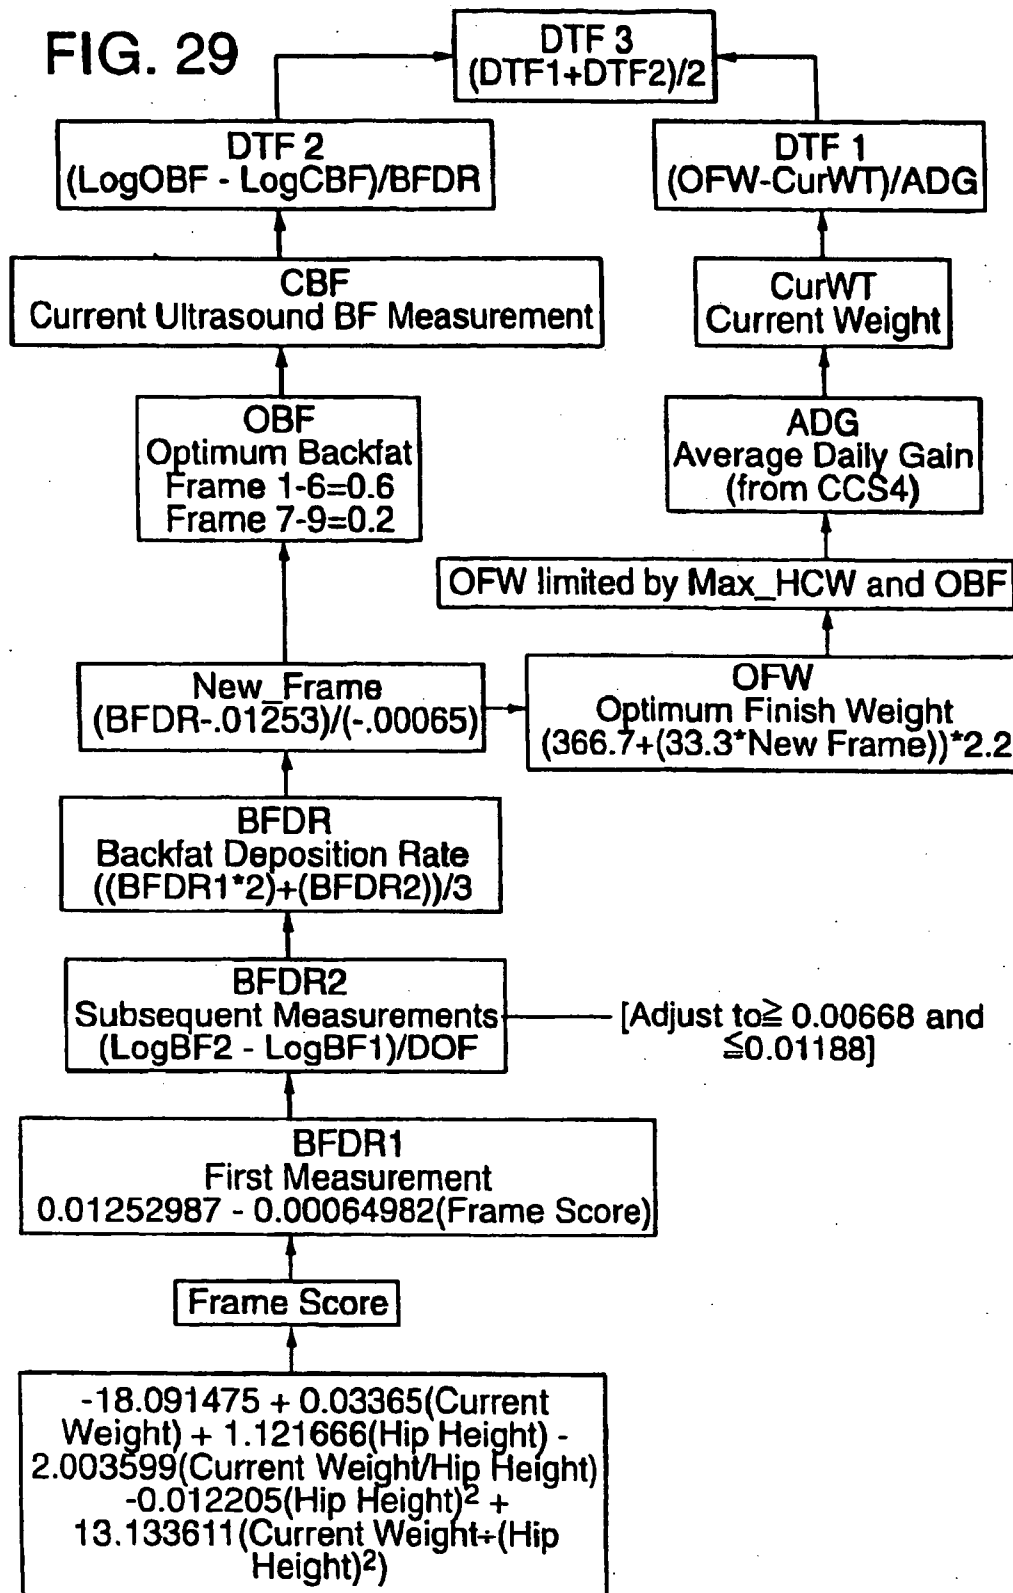 FIG. 29
DTF 3
(DTF1+DTF2)/2
DTF 2
(LogOBF - LogCBF)/BFDR
DTF 1
(OFW-CurWT)/ADG
CBF
Current Ultrasound BF Measurement
CurWT
Current Weight
OBF
Optimum Backfat
Frame 1-6=0.6
Frame 7-9=0.2
ADG
Average Daily Gain
(from CCS4)
OFW limited by Max_HCW and OBF
New_Frame
(BFDR-.01253)/(-.00065)
OFW
Optimum Finish Weight
(366.7+(33.3*New Frame))*2.2
BFDR
Backfat Deposition Rate
((BFDR1*2)+(BFDR2))/3
BFDR2
Subsequent Measurements
(LogBF2 - LogBF1)/DOF
[Adjust to≧ 0.00668 and
≦0.01188]
BFDR1
First Measurement
0.01252987 - 0.00064982(Frame Score)
Frame Score
-18.091475 + 0.03365(Current
Weight) + 1.121666(Hip Height) -
2.003599(Current Weight/Hip Height)
-0.012205(Hip Height)² +
13.133611(Current Weight÷(Hip
Height)²)